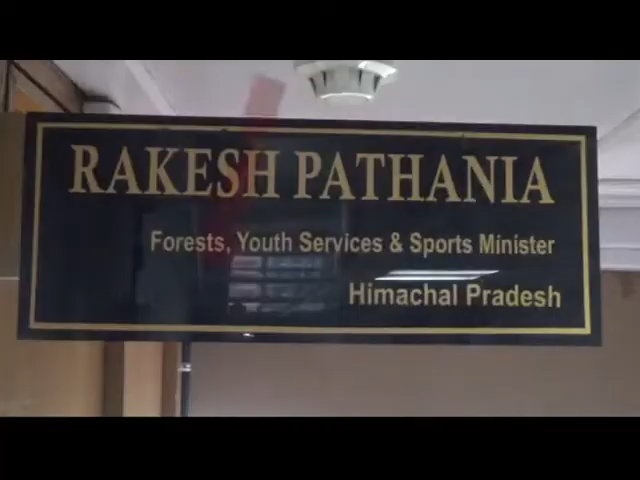 RAKESH PATHANIA
Forests, Youth Services & Sports Minister
Himachal Pradesh